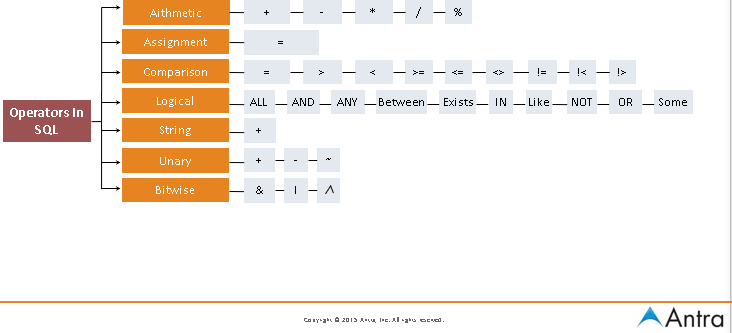 Aithmetic + - * / %
Assignment =
Comparison = > < >= <= <> != !< !>
Logical ALL AND ANY Between Exists IN Like NOT OR Some
Operators in
SQL
String +
Unary + - ~
Bitwise & | ^
Copyright © 2015 Antra, Inc. All rights reserved.
Antra